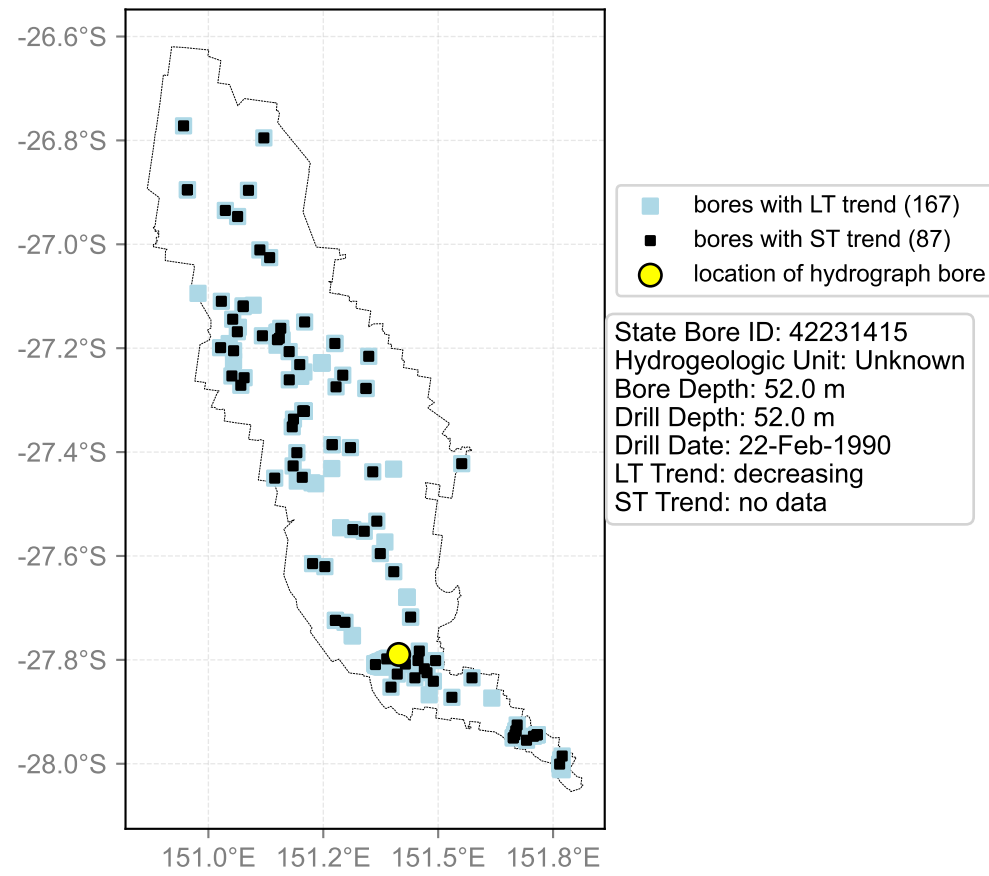 -26.6°S
-26.8°S
-27.0°S
-27.2°S
-27.4°S
-27.6°S
-27.8°S
-28.0°S
151.0°E
151.2°E
151.5°E
151.8°E
bores with LT trend (167)
bores with ST trend (87)
location of hydrograph bore
State Bore ID: 42231415
Hydrogeologic Unit: Unknown
Bore Depth: 52.0 m
Drill Depth: 52.0 m
Drill Date: 22-Feb-1990
LT Trend: decreasing
ST Trend: no data